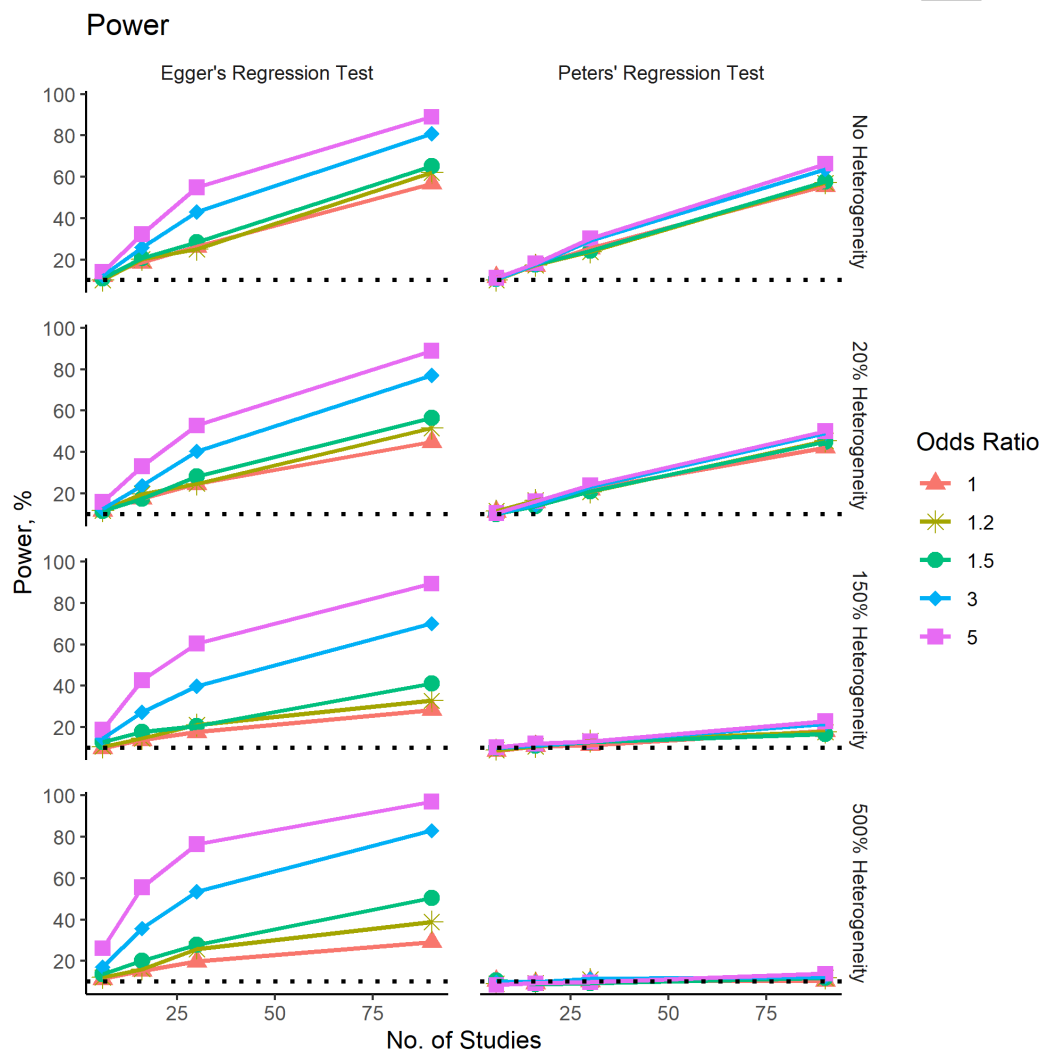 Power
Egger's Regression Test
Peters' Regression Test
100
80
60
40
20
No Heterogeneity
100
80
60
40
20
20% Heterogeneity
100
80
60
40
20
150% Heterogeneity
100
80
60
40
20
500% Heterogeneity
25
75
25
75
Power, %
No. of Studies
Odds Ratio
1
1.2
1.5
3
5